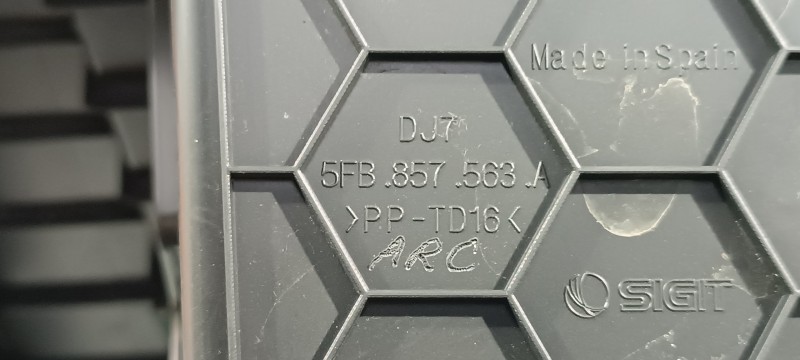 Made in Spain
DJ7
5FB.857.563.A
>PP-TD16<
ARC
SIGIT